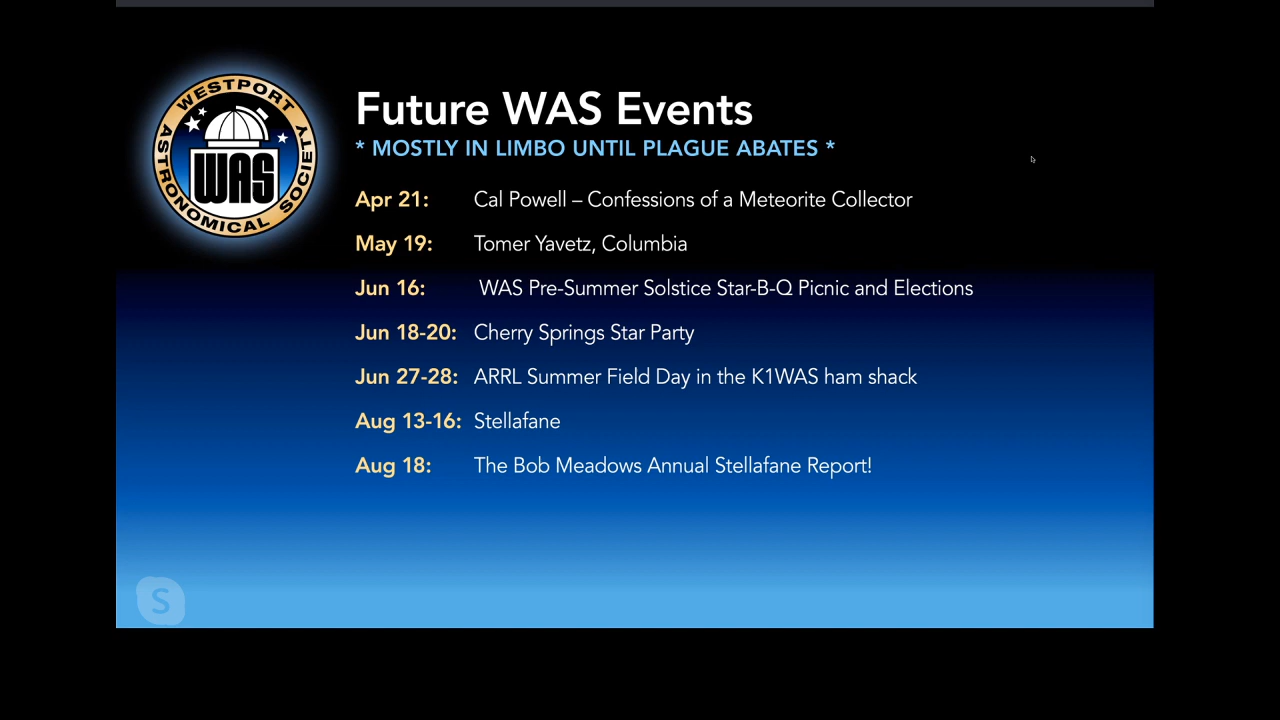 WESTPORT
ASTRONOMICAL SOCIETY
WAS
Future WAS Events
* MOSTLY IN LIMBO UNTIL PLAGUE ABATES *
Apr 21: Cal Powell – Confessions of a Meteorite Collector
May 19: Tomer Yavetz, Columbia
Jun 16: WAS Pre-Summer Solstice Star-B-Q Picnic and Elections
Jun 18-20: Cherry Springs Star Party
Jun 27-28: ARRL Summer Field Day in the K1WAS ham shack
Aug 13-16: Stellafane
Aug 18: The Bob Meadows Annual Stellafane Report!
S